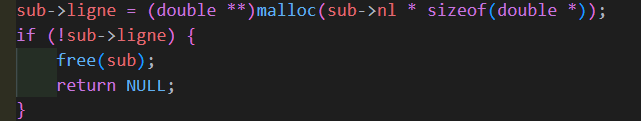 sub->ligne = (double **)malloc(sub->nl * sizeof(double *));
if (!sub->ligne) {
    free(sub);
    return NULL;
}